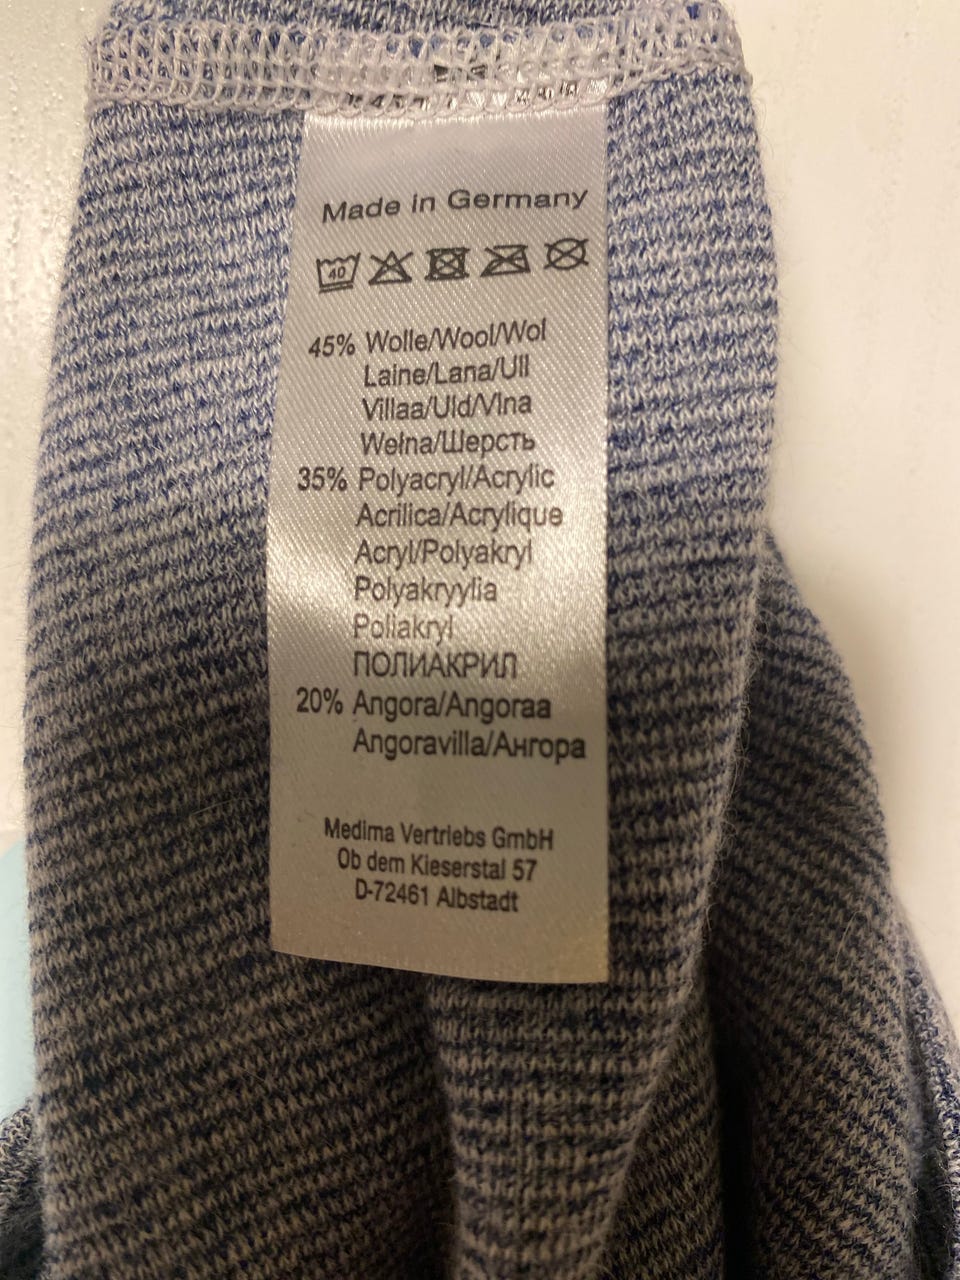 Made in Germany
40
45% Wolle/Wool/Wol
Laine/Lana/Ull
Villaa/Uld/Vlna
Wełna/Шерсть
35% Polyacryl/Acrylic
Acrilica/Acrylique
Acryl/Polyakryl
Polyakryylia
Poliakryl
ПОЛИАКРИЛ
20% Angora/Angoraa
Angoravilla/Ангора
Medima Vertriebs GmbH
Ob dem Kieserstal 57
D-72461 Albstadt